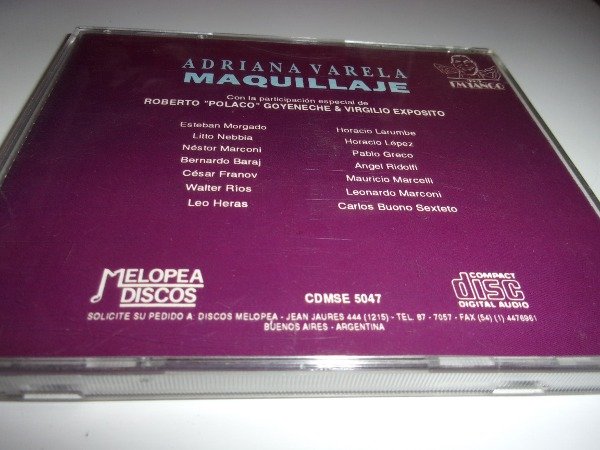 ADRIANA VARELA
MAQUILLAJE
Con la participación especial de
ROBERTO "POLACO" GOYENECHE & VIRGILIO EXPOSITO
Esteban Morgado
Litto Nebbia
Néstor Marconi
Bernardo Baraj
César Franov
Walter Ríos
Leo Heras
Horacio Larumbe
Horacio López
Pablo Greco
Angel Ridolfi
Mauricio Marcelli
Leonardo Marconi
Carlos Buono Sexteto
MELOPEA
DISCOS
CDMSE 5047
COMPACT
disc
DIGITAL AUDIO
SOLICITE SU PEDIDO A: DISCOS MELOPEA - JEAN JAURES 444 (1215) - TEL. 87 - 7057 - FAX (54) (1) 4476961
BUENOS AIRES - ARGENTINA